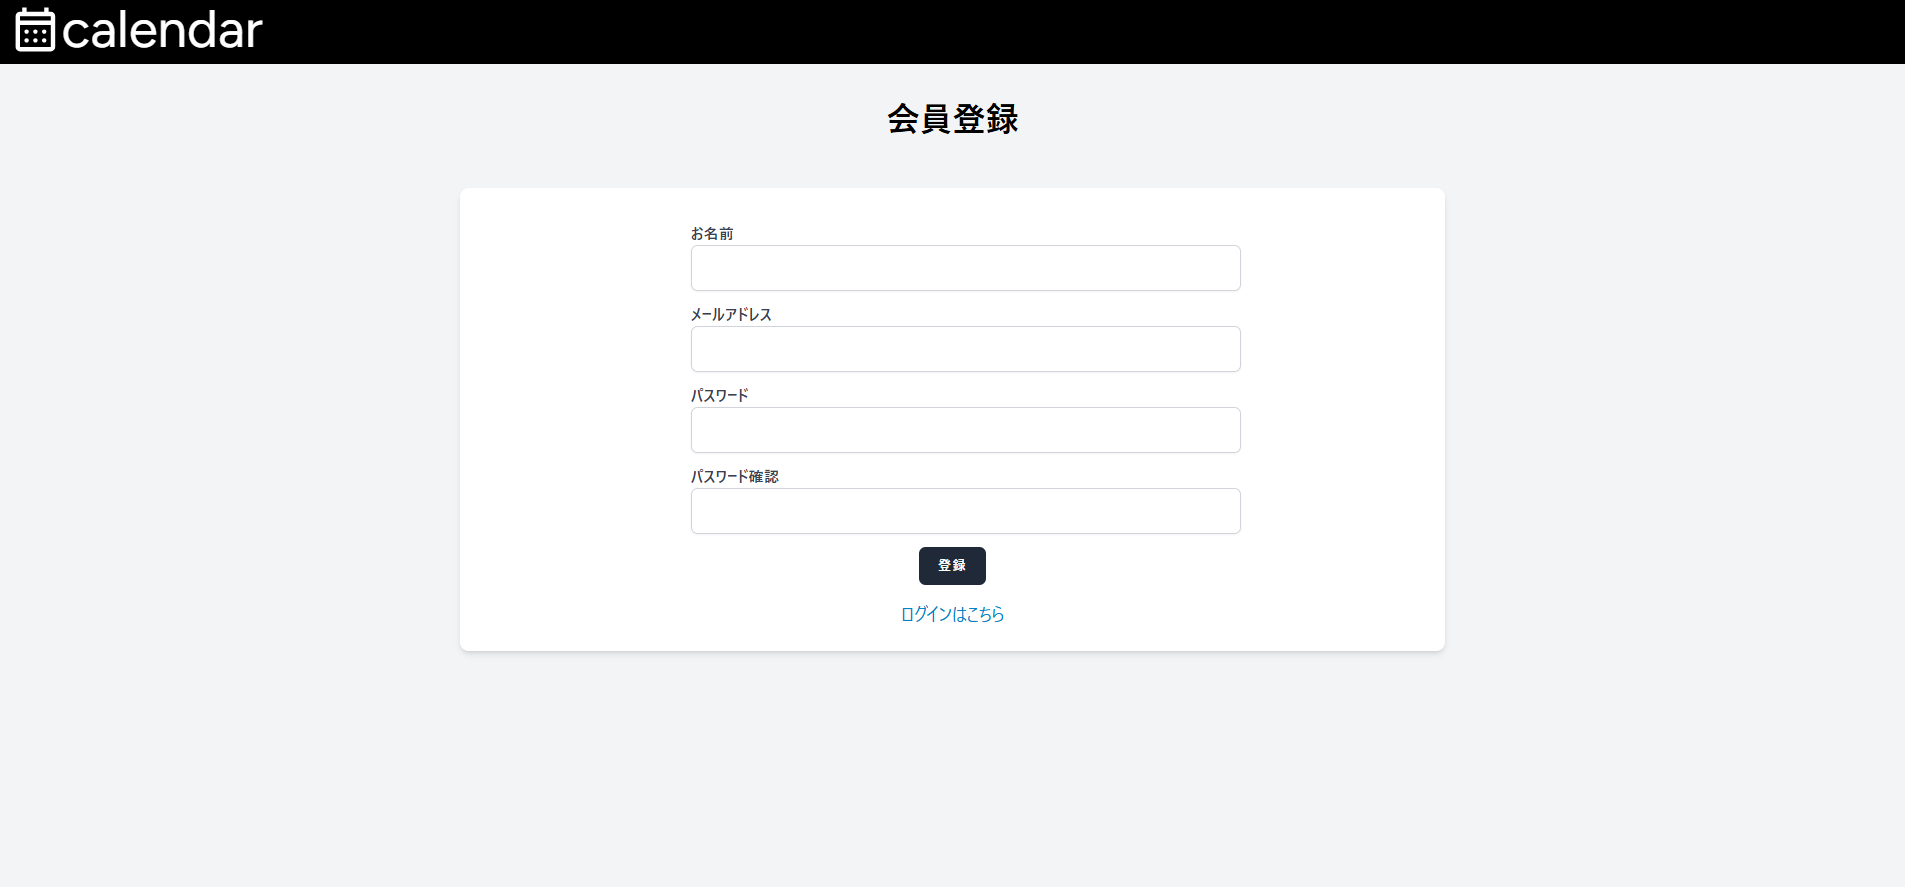 calendar
会員登録
お名前
メールアドレス
パスワード
パスワード確認
登録
ログインはこちら